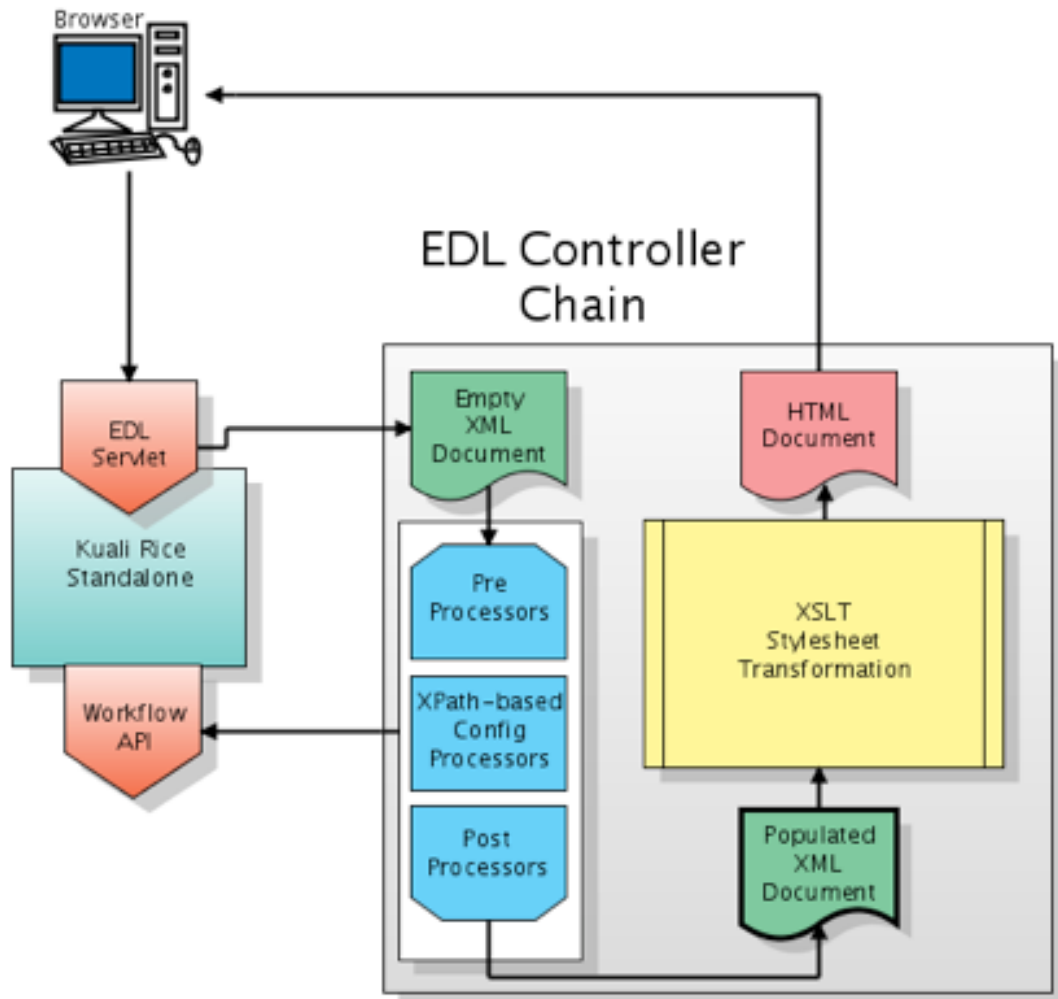 Browser
EDL Controller
Chain
EDL
Servlet
Kuali Rice
Standalone
Workflow
API
Empty
XML
Document
Pre
Processors
XPath-based
Config
Processors
Post
Processors
HTML
Document
XSLT
Stylesheet
Transformation
Populated
XML
Document